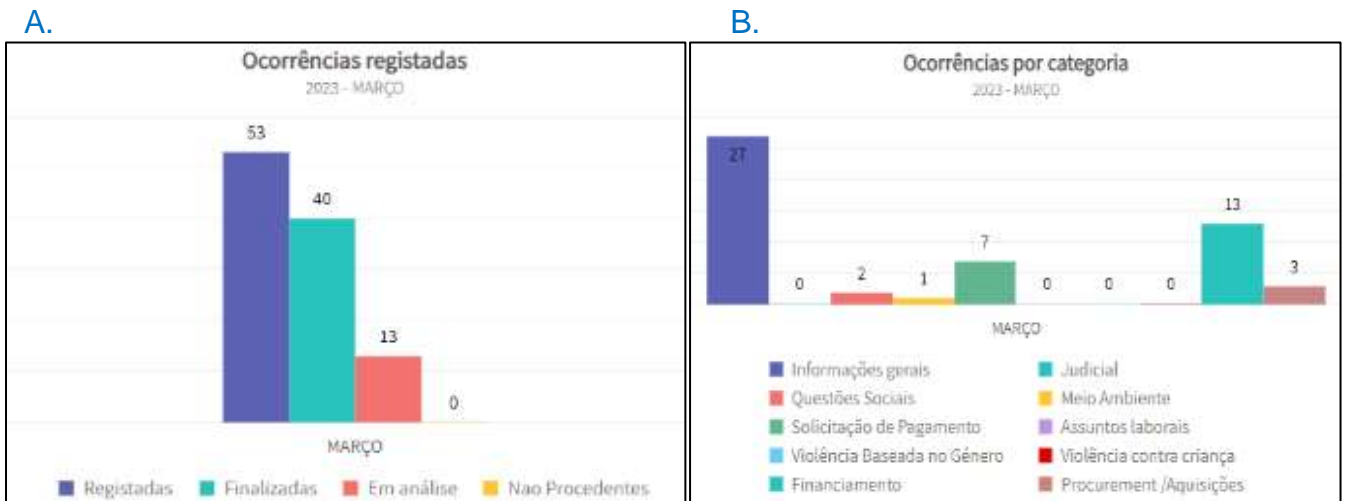 A.
B.
Ocorrências registadas
2023 - MARÇO
53
40
13
0
MARÇO
Registadas Finalizadas Em análise Nao Procedentes
Ocorrências por categoria
2023 - MARÇO
27
0
2
1
7
0
0
0
13
3
MARÇO
Informações gerais Judicial
Questões Sociais Meio Ambiente
Solicitação de Pagamento Assuntos laborais
Violência Baseada no Género Violência contra criança
Financiamento Procurement /Aquisições